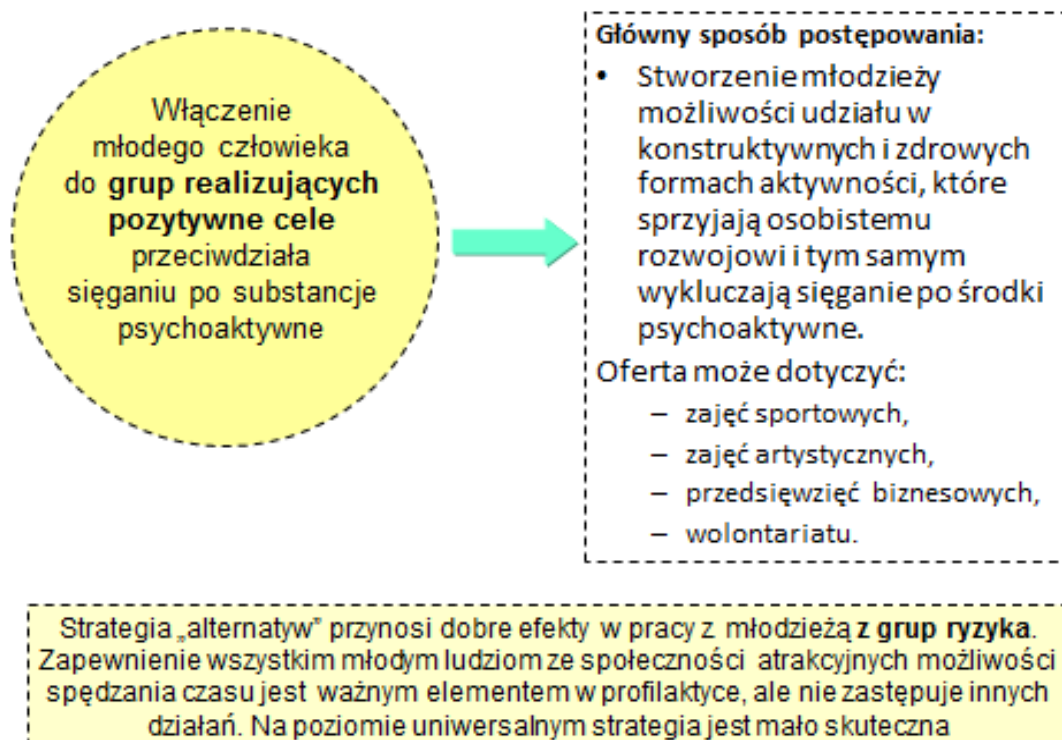 Włączenie
młodego człowieka
do grup realizujących
pozytywne cele
przeciwdziała
sięganiu po substancje
psychoaktywne
Główny sposób postępowania:
• Stworzenie młodzieży
możliwości udziału w
konstruktywnych i zdrowych
formach aktywności, które
sprzyjają osobistemu
rozwojowi i tym samym
wykluczają sięganie po środki
psychoaktywne.
Oferta może dotyczyć:
– zajęć sportowych,
– zajęć artystycznych,
– przedsięwzięć biznesowych,
– wolontariatu.
Strategia „alternatyw” przynosi dobre efekty w pracy z młodzieżą z grup ryzyka.
Zapewnienie wszystkim młodym ludziom ze społeczności atrakcyjnych możliwości
spędzania czasu jest ważnym elementem w profilaktyce, ale nie zastępuje innych
działań. Na poziomie uniwersalnym strategia jest mało skuteczna